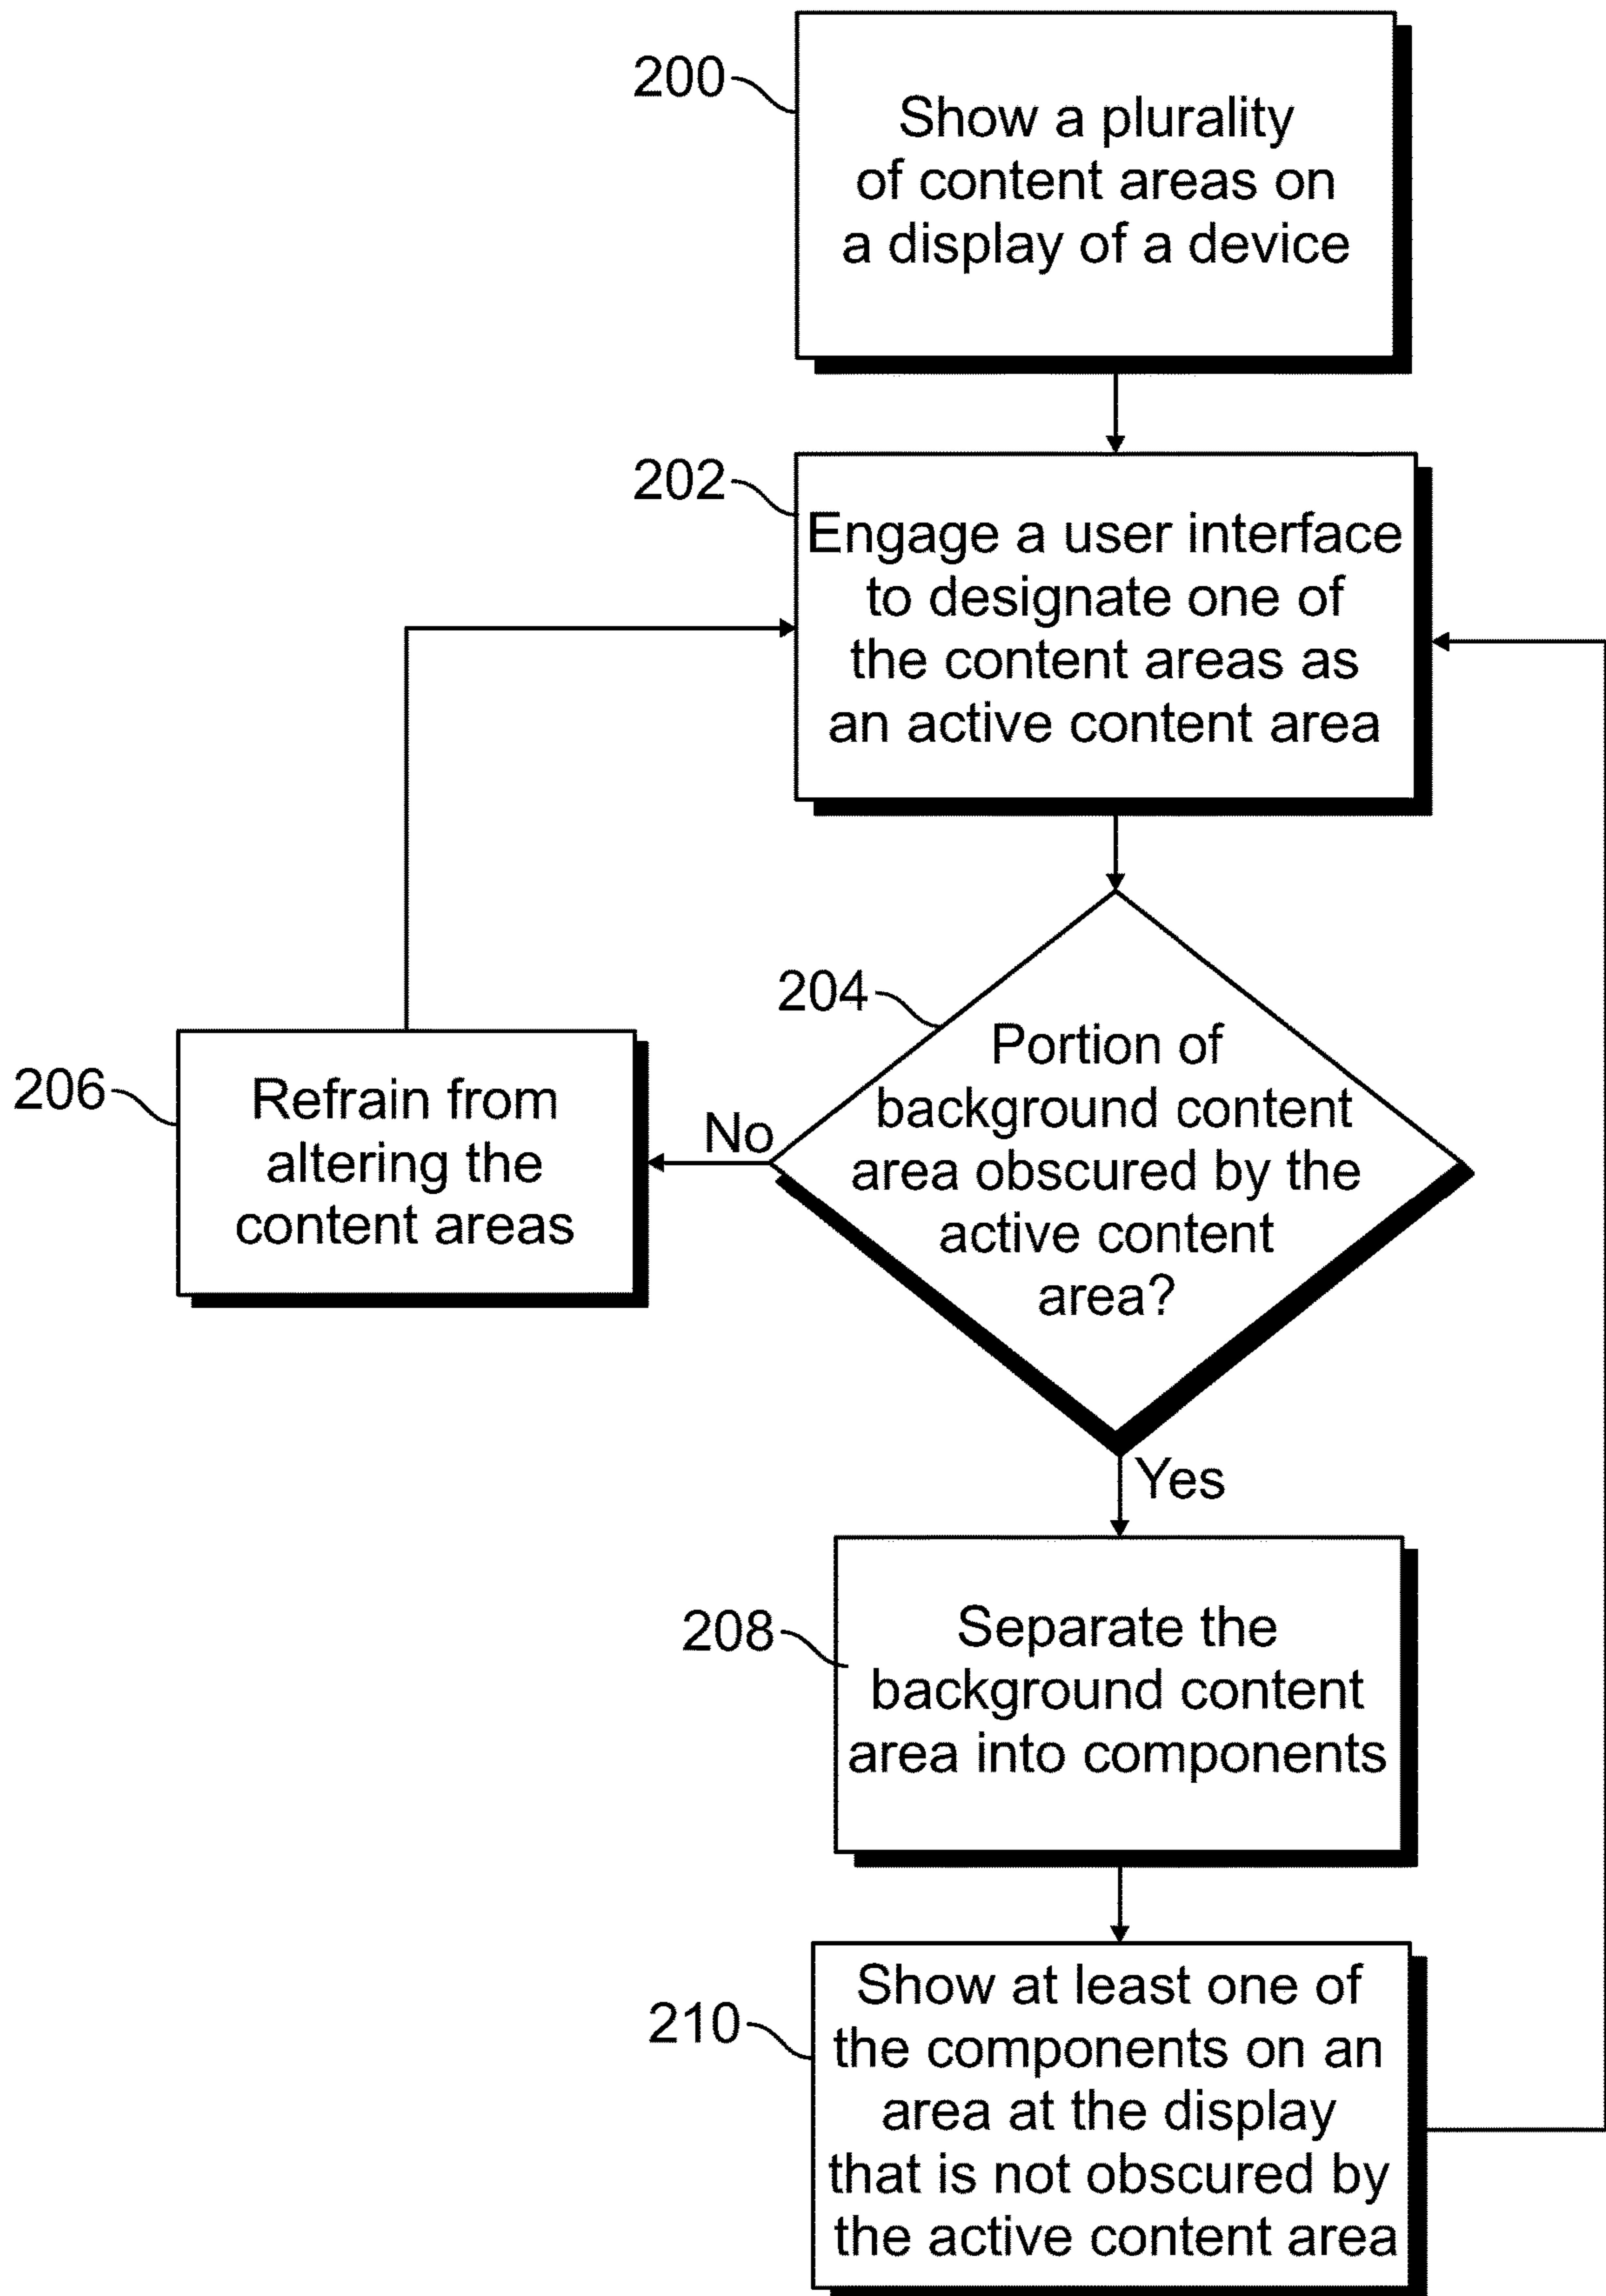 200
Show a plurality
of content areas on
a display of a device
202
Engage a user interface
to designate one of
the content areas as
an active content area
204
Portion of
background content
area obscured by the
active content
area?
No
206
Refrain from
altering the
content areas
Yes
208
Separate the
background content
area into components
210
Show at least one of
the components on an
area at the display
that is not obscured by
the active content area